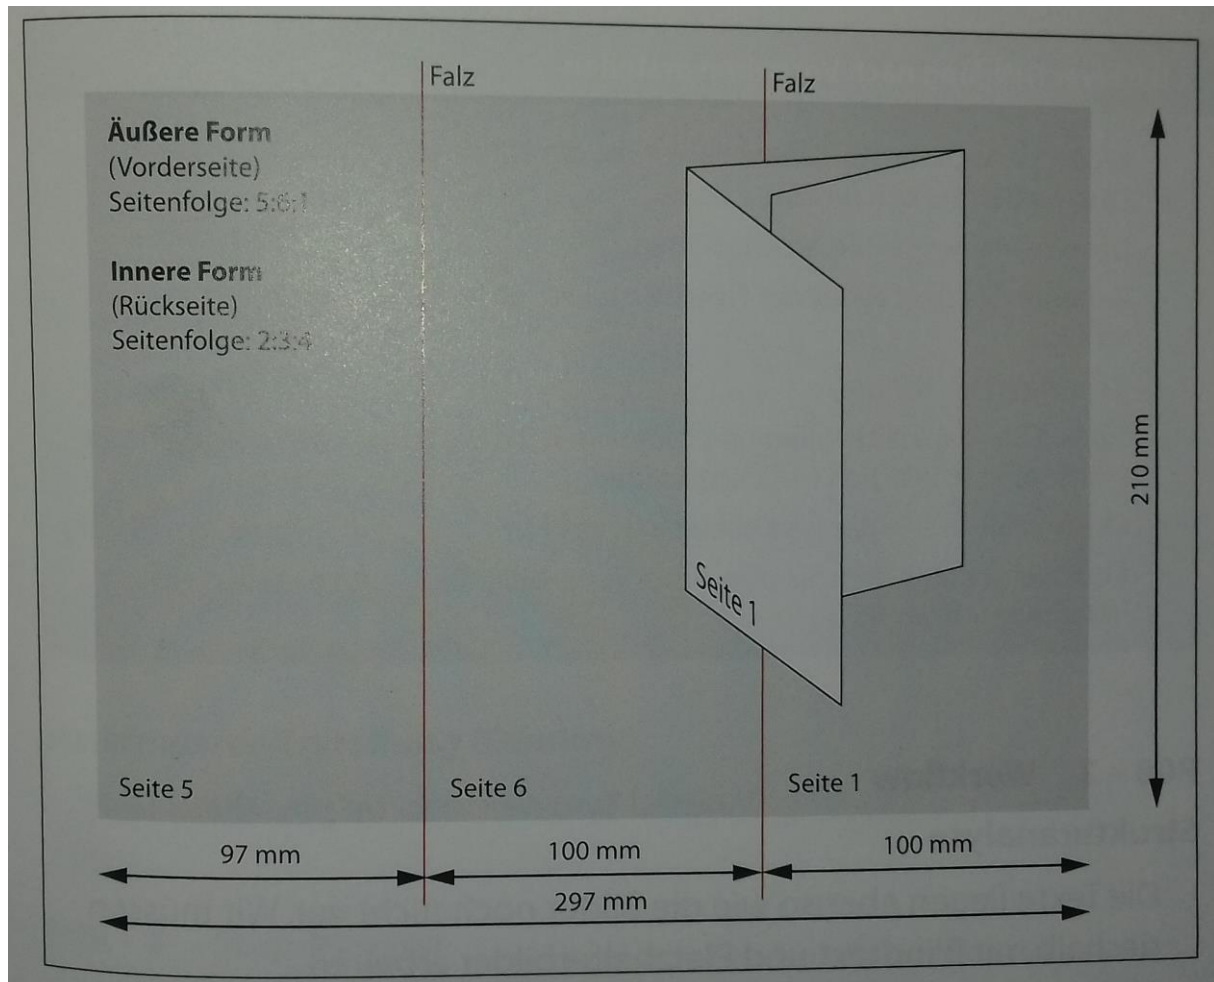 Falz
Falz
Äußere Form
(Vorderseite)
Seitenfolge: 5:6:1
Innere Form
(Rückseite)
Seitenfolge: 2:3:4
210 mm
Seite 1
Seite 5
Seite 6
Seite 1
97 mm
100 mm
100 mm
297 mm